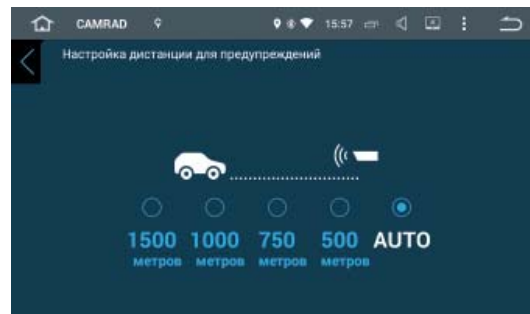 CAMRAD 15:57
Настройка дистанции для предупреждений
1500 1000 750 500 AUTO
метров метров метров метров